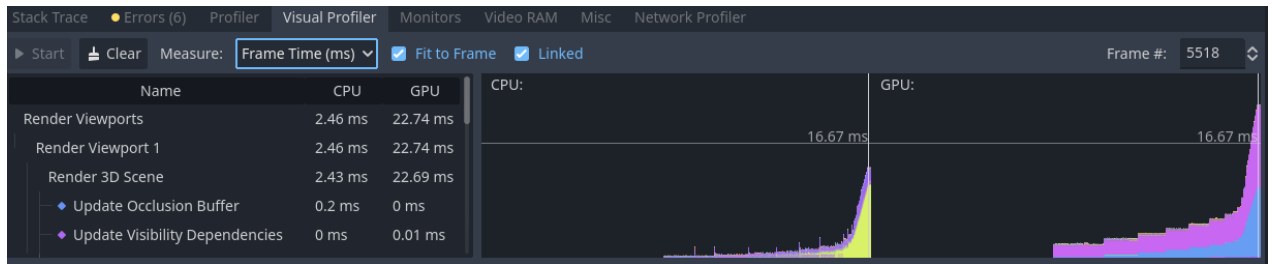 Stack Trace Errors (6) Profiler Visual Profiler Monitors Video RAM Misc Network Profiler
Start Clear Measure: Frame Time (ms) Fit to Frame Linked Frame #: 5518
Name CPU GPU
Render Viewports 2.46 ms 22.74 ms
Render Viewport 1 2.46 ms 22.74 ms
Render 3D Scene 2.43 ms 22.69 ms
Update Occlusion Buffer 0.2 ms 0 ms
Update Visibility Dependencies 0 ms 0.01 ms
CPU:
16.67 ms
GPU:
16.67 ms